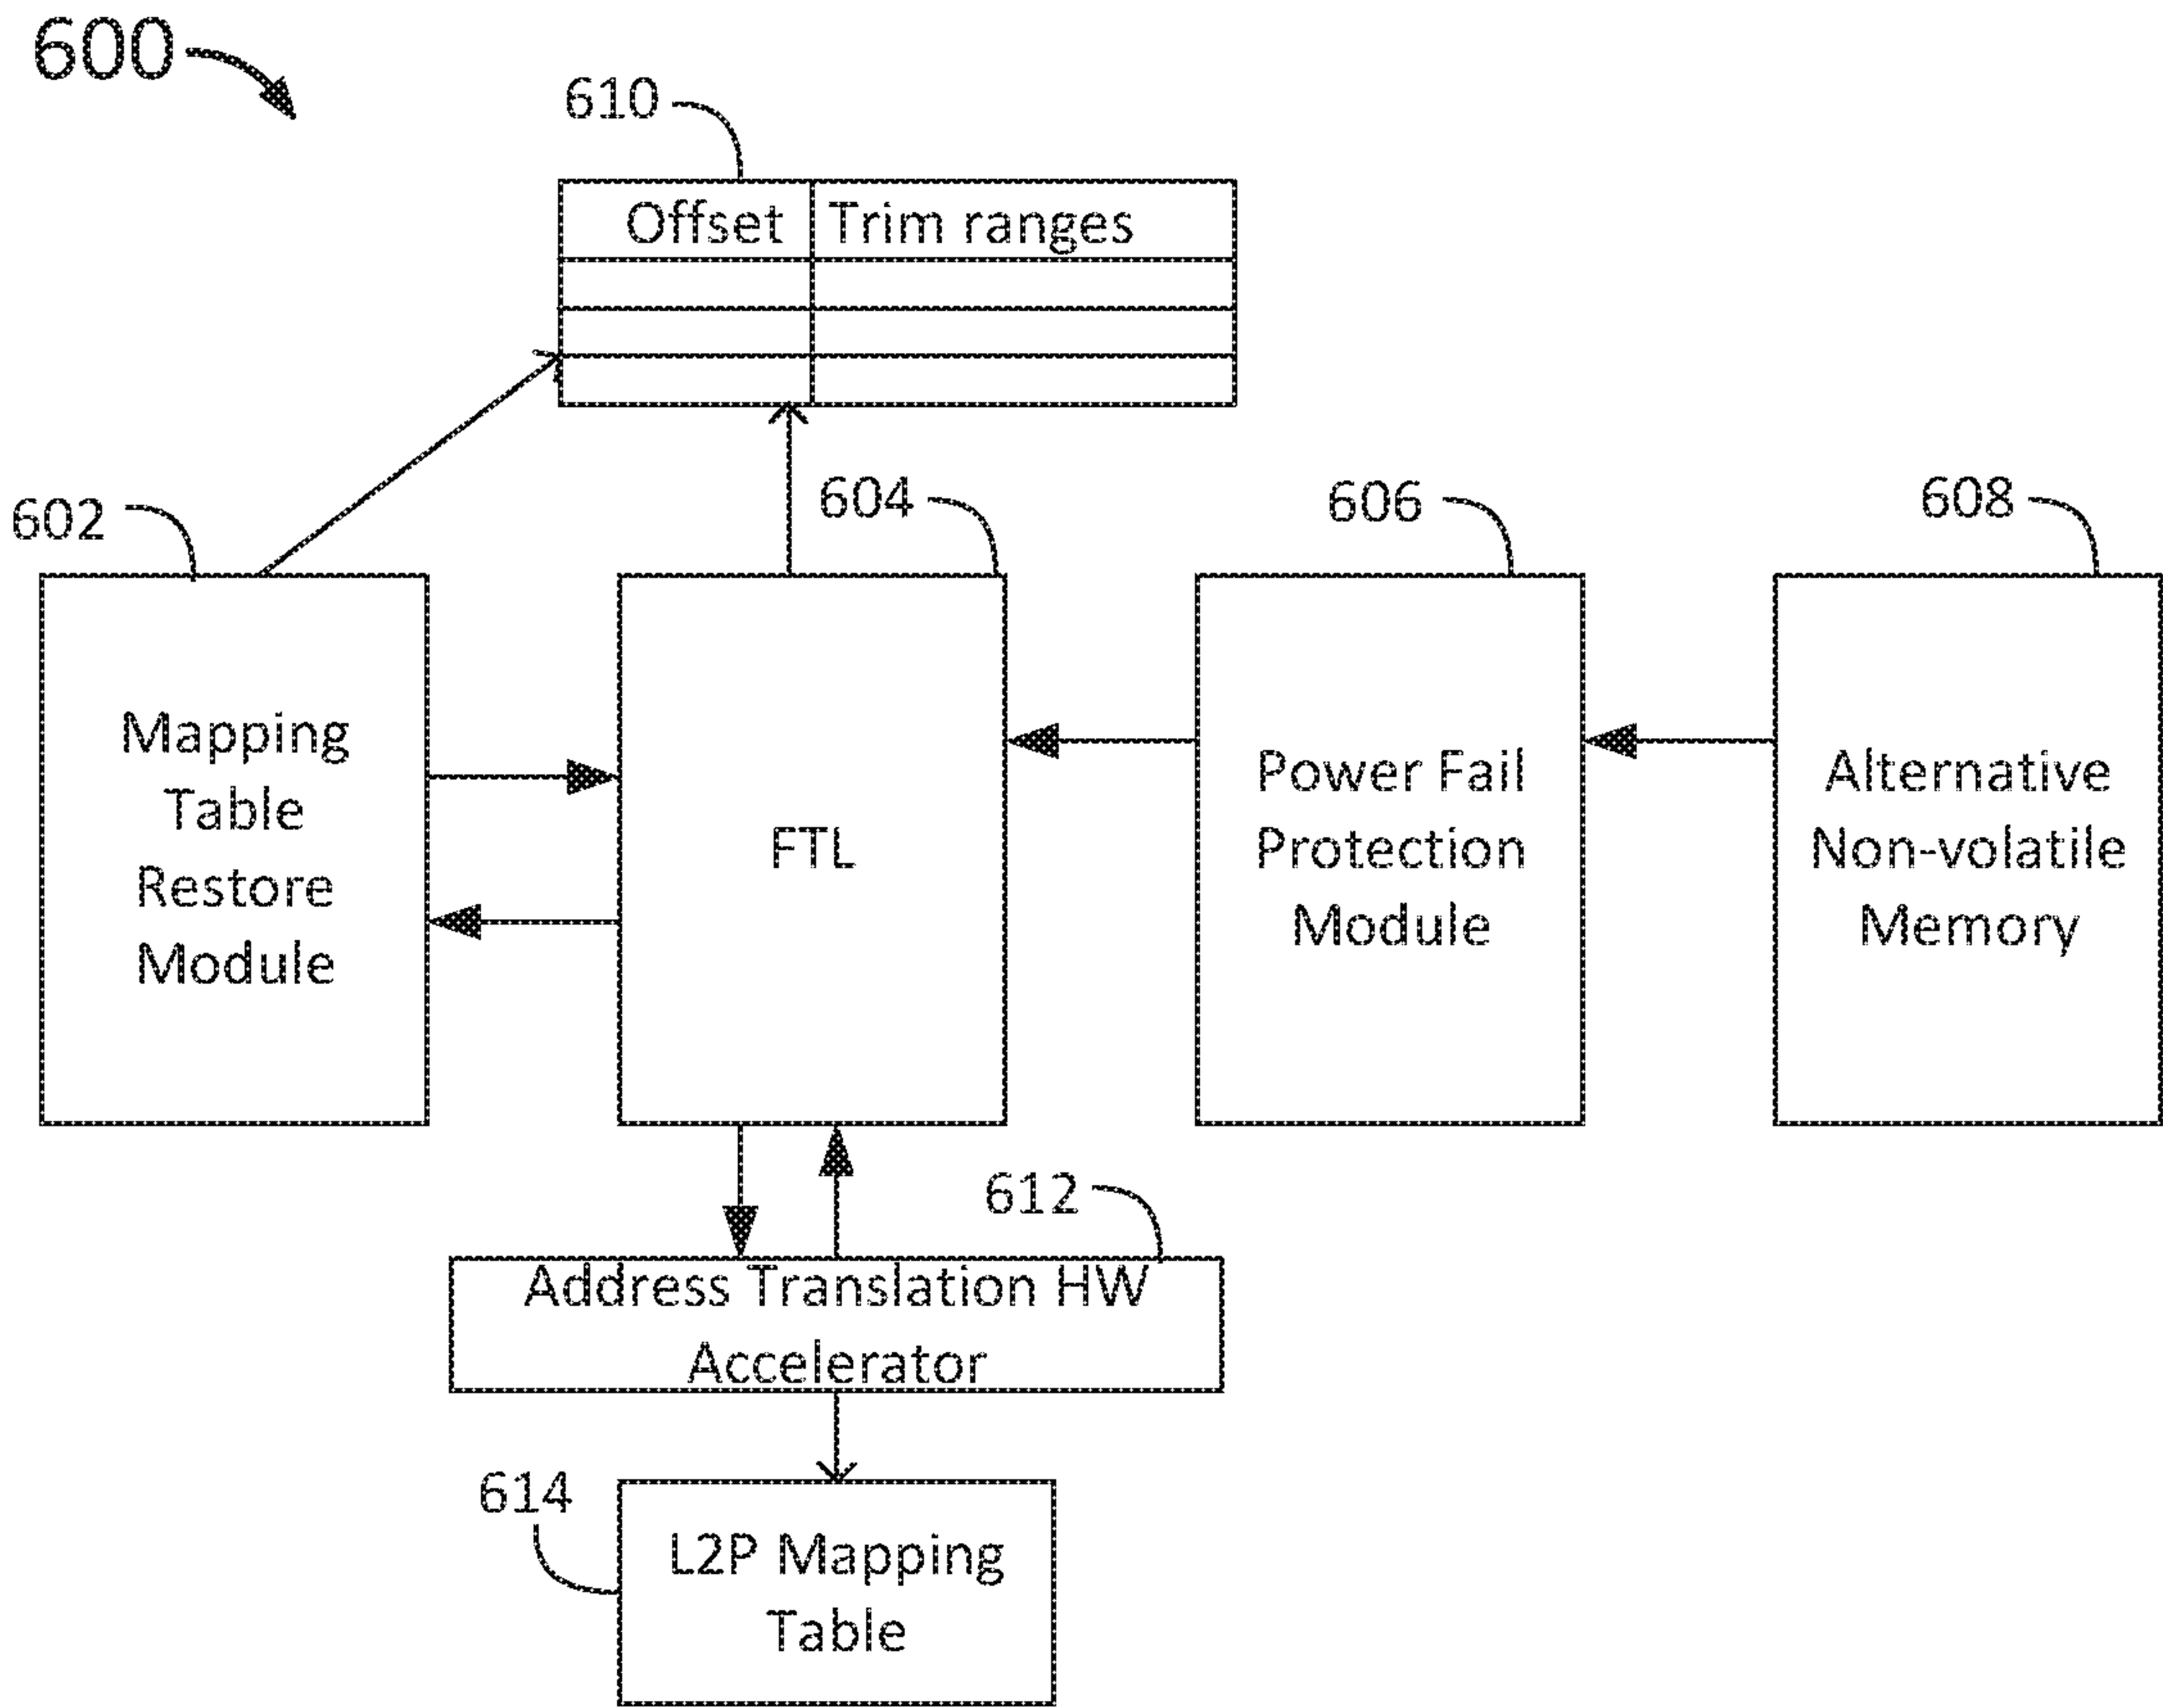 600
610
Offset Trim ranges
602
604
606
608
Mapping
Table
Restore
Module
FTL
Power Fail
Protection
Module
Alternative
Non-volatile
Memory
612
Address Translation HW
Accelerator
614
L2P Mapping
Table